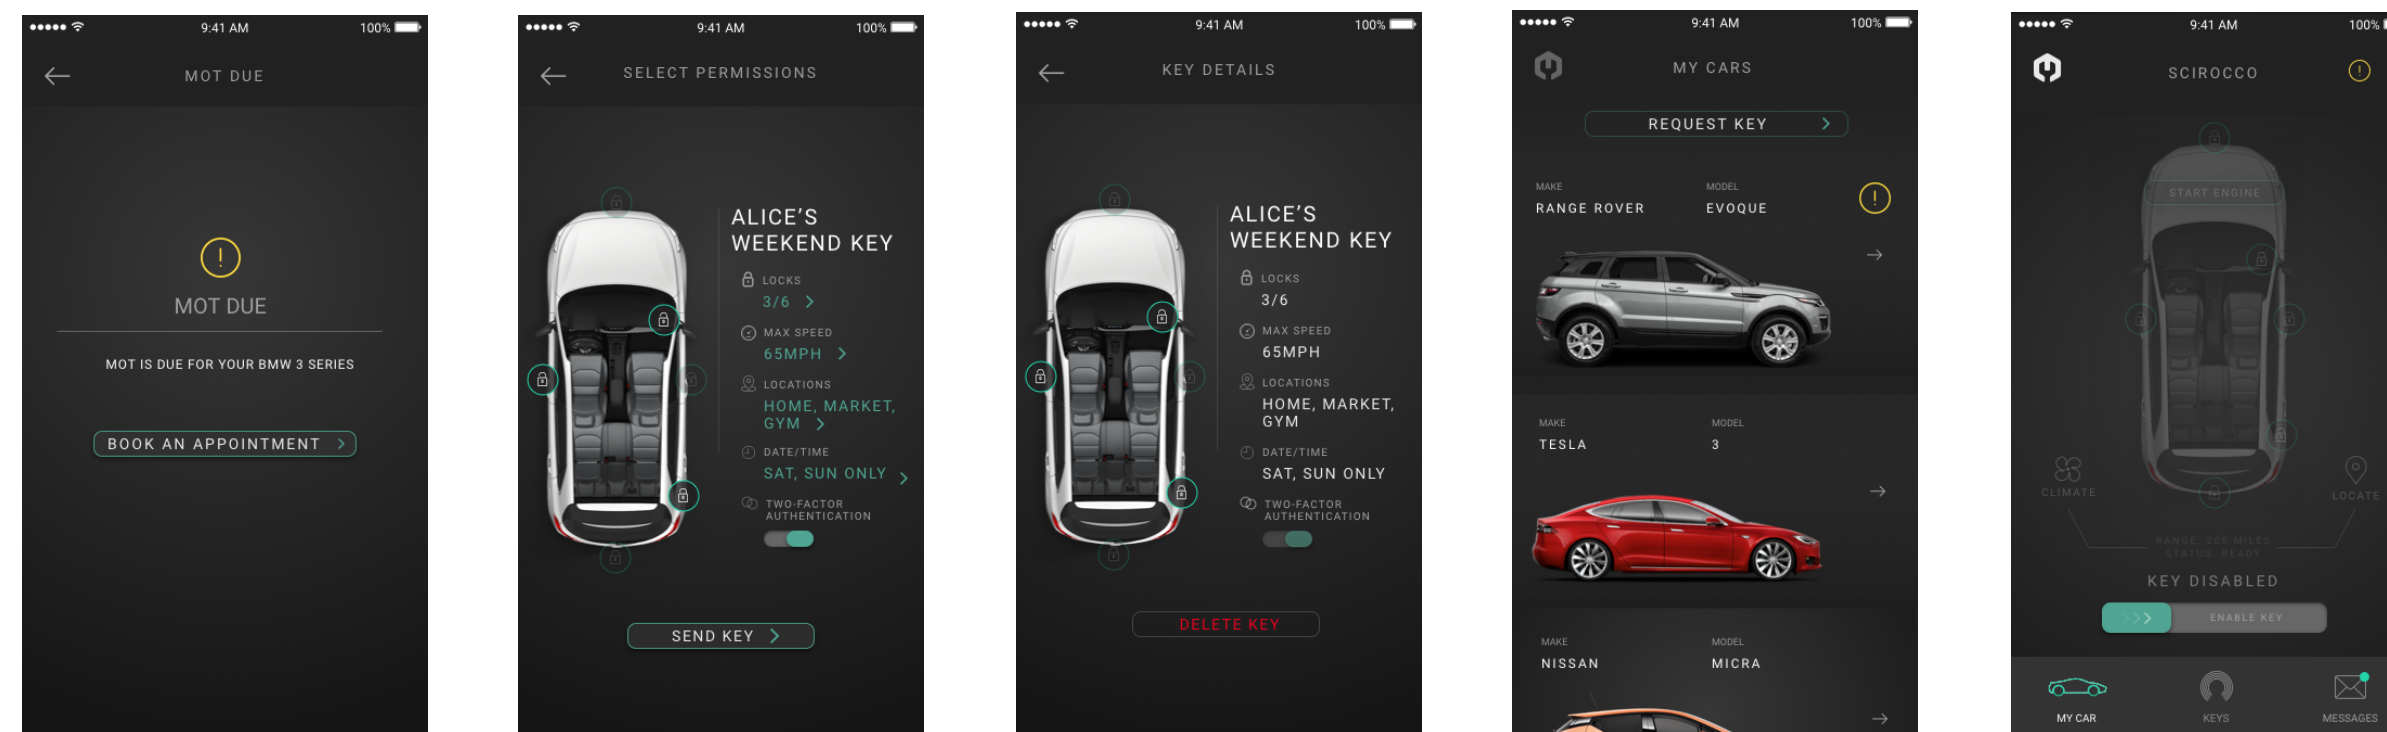 9:41 AM
100%
MOT DUE
!
MOT DUE
MOT IS DUE FOR YOUR BMW 3 SERIES
BOOK AN APPOINTMENT
9:41 AM
100%
SELECT PERMISSIONS
ALICE'S
WEEKEND KEY
LOCKS
3/6
MAX SPEED
65MPH
LOCATIONS
HOME, MARKET,
GYM
DATE/TIME
SAT, SUN ONLY
TWO-FACTOR
AUTHENTICATION
SEND KEY
9:41 AM
100%
KEY DETAILS
ALICE'S
WEEKEND KEY
LOCKS
3/6
MAX SPEED
65MPH
LOCATIONS
HOME, MARKET,
GYM
DATE/TIME
SAT, SUN ONLY
TWO-FACTOR
AUTHENTICATION
DELETE KEY
9:41 AM
100%
MY CARS
REQUEST KEY
MAKE MODEL
RANGE ROVER EVOQUE
!
MAKE MODEL
TESLA 3
MAKE MODEL
NISSAN MICRA
9:41 AM
100%
SCIROCCO
!
START ENGINE
CLIMATE
LOCATE
RANGE: 200 MILES
STATUS: READY
KEY DISABLED
ENABLE KEY
MY CAR KEYS MESSAGES